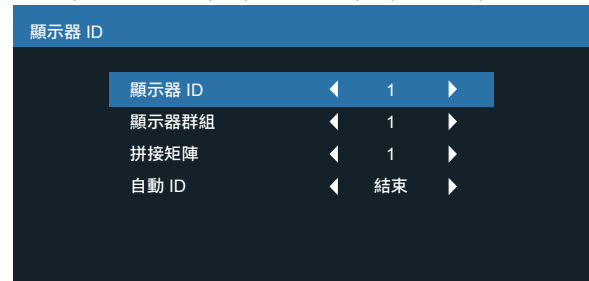 顯示器 ID
顯示器 ID 1
顯示器群組 1
拼接矩陣 1
自動 ID 結束